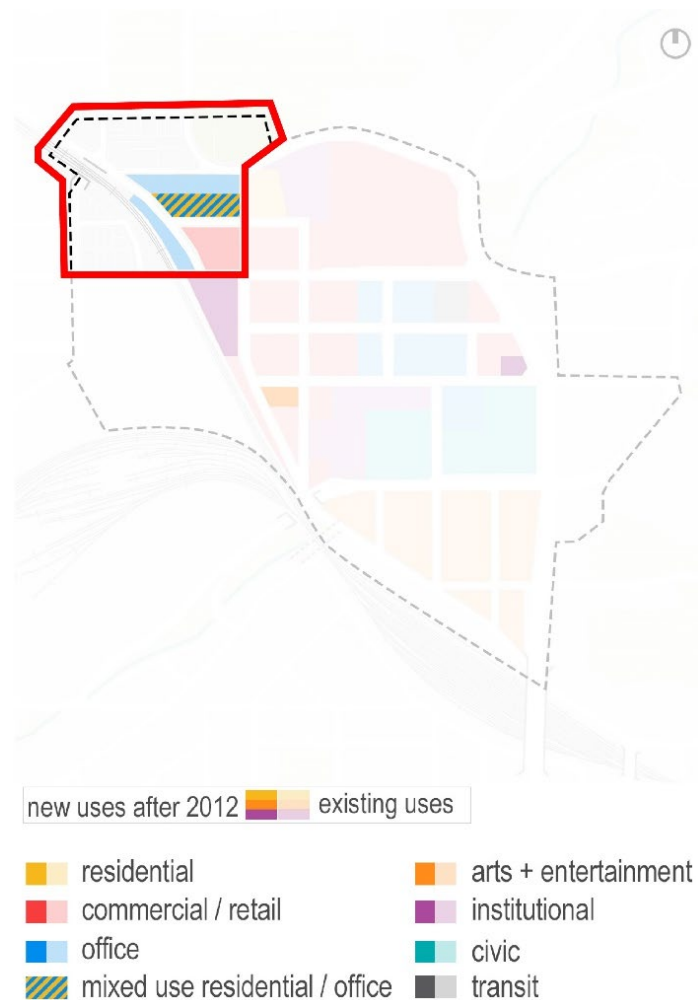 new uses after 2012 existing uses
residential
commercial / retail
office
mixed use residential / office
arts + entertainment
institutional
civic
transit